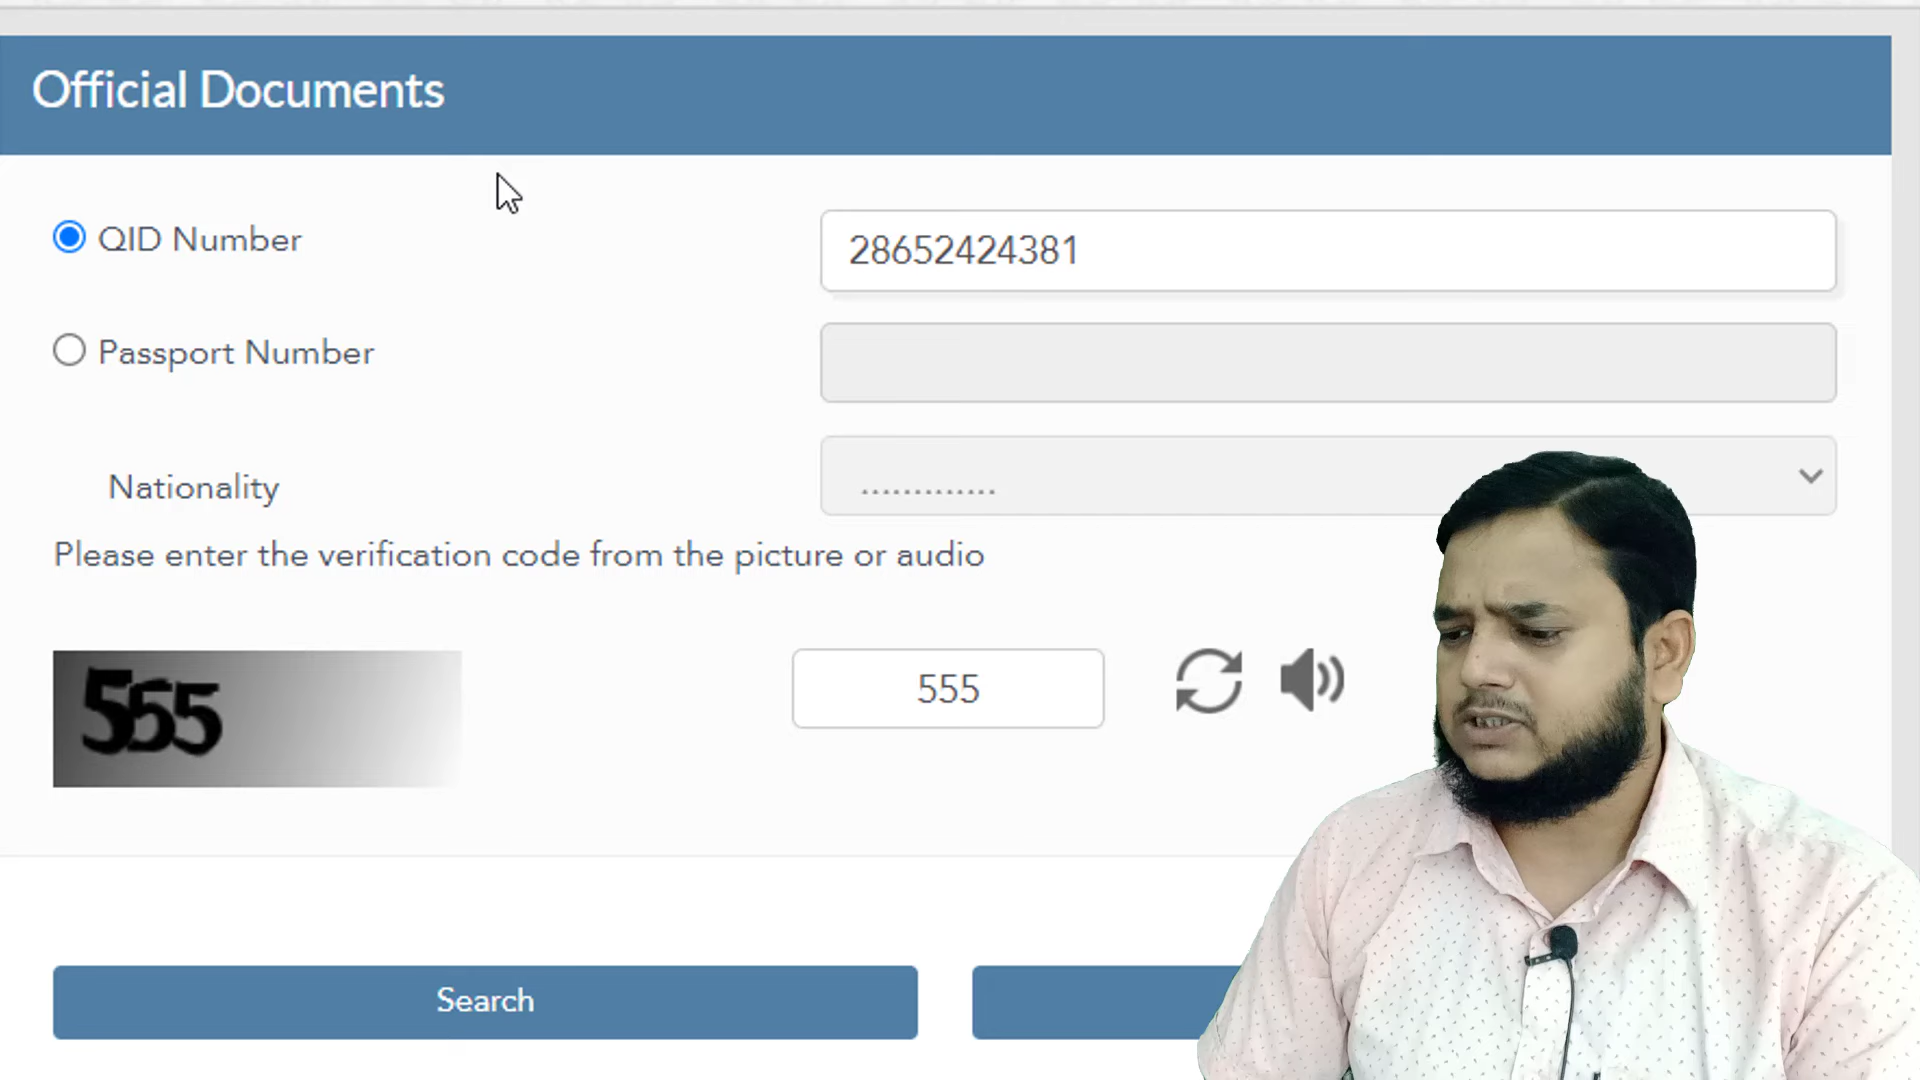 Official Documents
QID Number
28652424381
Passport Number
Nationality
.............
Please enter the verification code from the picture or audio
555
555
Search